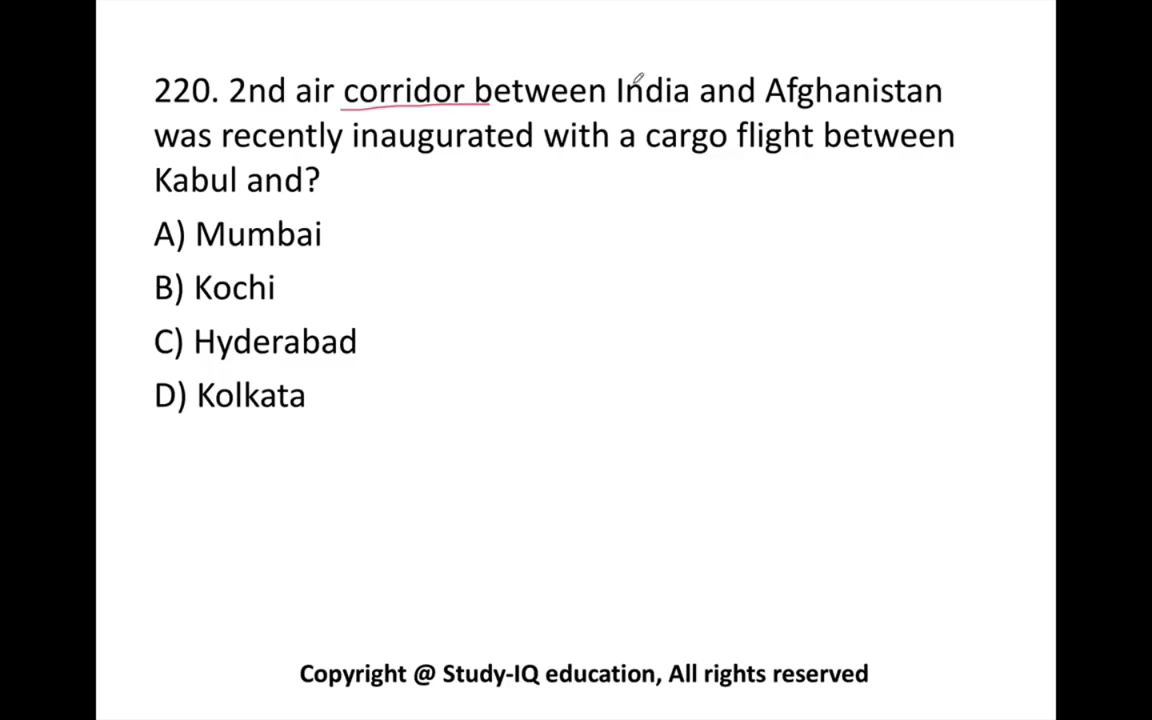 220. 2nd air corridor between India and Afghanistan
was recently inaugurated with a cargo flight between
Kabul and?
A) Mumbai
B) Kochi
C) Hyderabad
D) Kolkata
Copyright @ Study-IQ education, All rights reserved